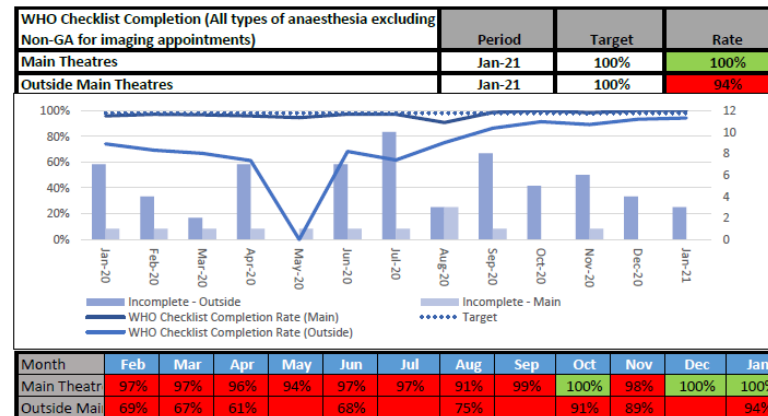 WHO Checklist Completion (All types of anaesthesia excluding
Non-GA for imaging appointments) Period Target Rate
Main Theatres Jan-21 100% 100%
Outside Main Theatres Jan-21 100% 94%
100% 12
80% 10
60% 8
40% 6
20% 4
0% 2
0
Jan-20 Feb-20 Mar-20 Apr-20 May-20 Jun-20 Jul-20 Aug-20 Sep-20 Oct-20 Nov-20 Dec-20 Jan-21
Incomplete - Outside Incomplete - Main
WHO Checklist Completion Rate (Main) Target
WHO Checklist Completion Rate (Outside)
Month Feb Mar Apr May Jun Jul Aug Sep Oct Nov Dec Jan
Main Theatr 97% 97% 96% 94% 97% 97% 91% 99% 100% 98% 100% 100%
Outside Mai 69% 67% 61% 68% 75% 91% 89% 94%